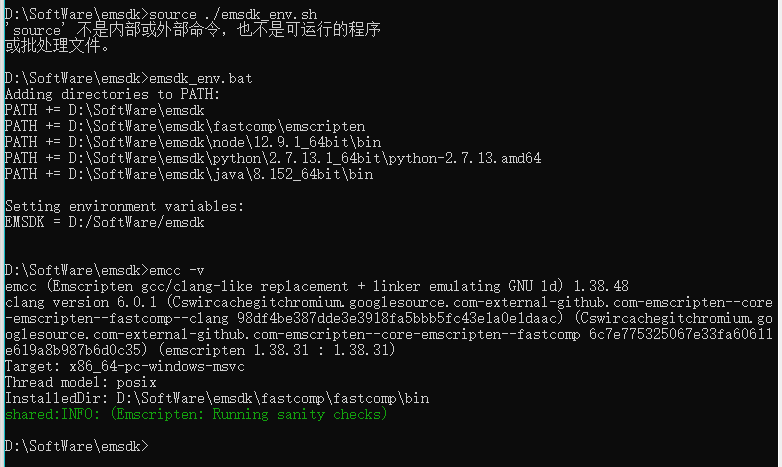 D:\SoftWare\emsdk>source ./emsdk_env.sh
'source' 不是内部或外部命令，也不是可运行的程序
或批处理文件。
D:\SoftWare\emsdk>emsdk_env.bat
Adding directories to PATH:
PATH += D:\SoftWare\emsdk
PATH += D:\SoftWare\emsdk\fastcomp\emscripten
PATH += D:\SoftWare\emsdk\node\12.9.1_64bit\bin
PATH += D:\SoftWare\emsdk\python\2.7.13.1_64bit\python-2.7.13.amd64
PATH += D:\SoftWare\emsdk\java\8.152_64bit\bin
Setting environment variables:
EMSDK = D:/SoftWare/emsdk
D:\SoftWare\emsdk>emcc -v
emcc (Emscripten gcc/clang-like replacement + linker emulating GNU ld) 1.38.48
clang version 6.0.1 (Cswircachegitchromium.googlesource.com-external-github.com-emscripten--core
-emscripten--fastcomp--clang 98df4be387dde3e3918fa5bbb5fc43e1a0e1daac) (Cswircachegitchromium.go
oglesource.com-external-github.com-emscripten--core-emscripten--fastcomp 6c7e775325067e33fa60611
e619a8b987b6d0c35) (emscripten 1.38.31 : 1.38.31)
Target: x86_64-pc-windows-msvc
Thread model: posix
InstalledDir: D:\SoftWare\emsdk\fastcomp\fastcomp\bin
shared:INFO: (Emscripten: Running sanity checks)
D:\SoftWare\emsdk>